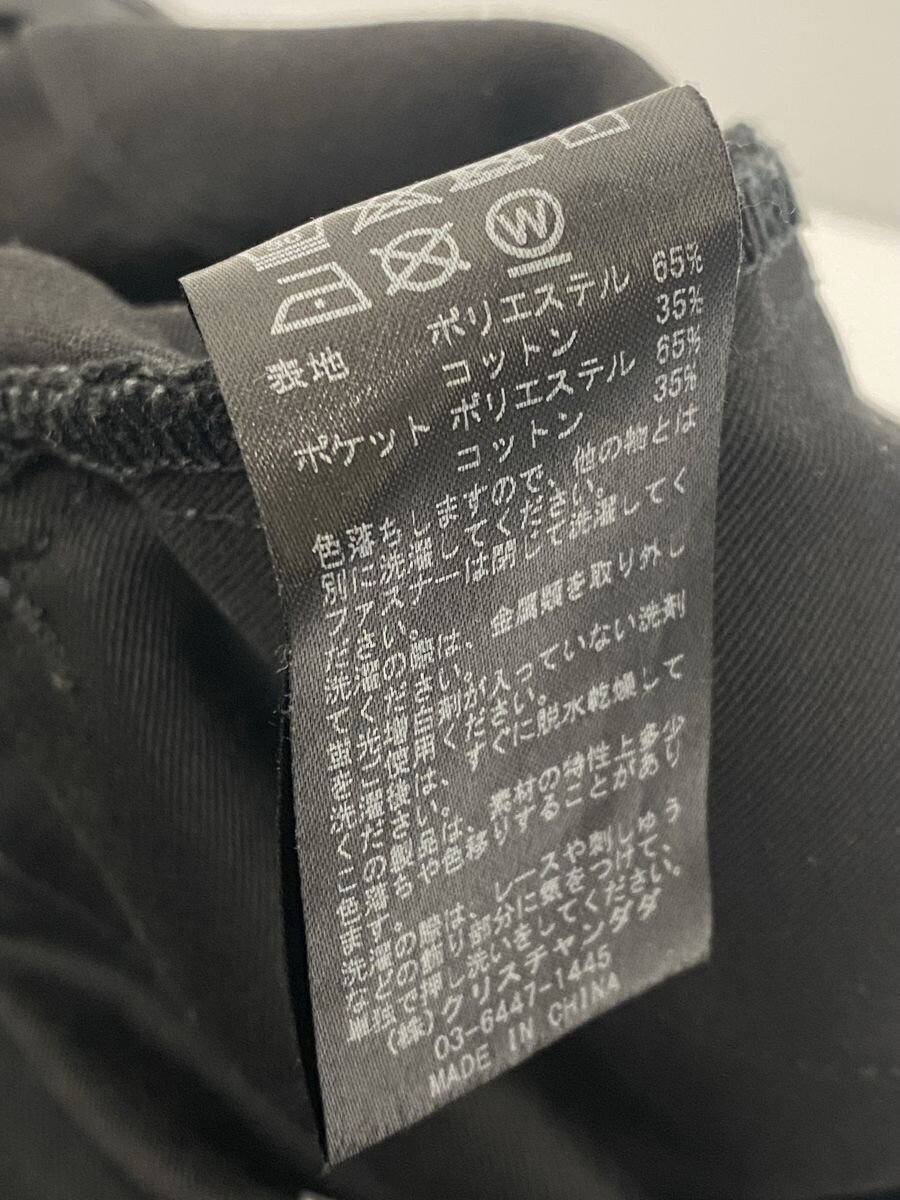 W
表地 ポリエステル 65%
コットン 35%
ポケット ポリエステル 65%
コットン 35%
色落ちしますので、他の物とは
別に洗濯してください。
ファスナーは閉じて洗濯してく
ださい。
洗濯の際は、金属類を取り外し
てください。
蛍光増白剤が入っていない洗剤
をご使用ください。
洗濯後は、すぐに脱水乾燥して
ください。
この製品は、素材の特性上多少
色落ちや色移りすることがあり
ます。
洗濯の際は、レースや刺しゅう
などの飾り部分に気をつけて、
単独で押し洗いをしてください。
(株)クリスチャンダダ
03-6447-1445
MADE IN CHINA